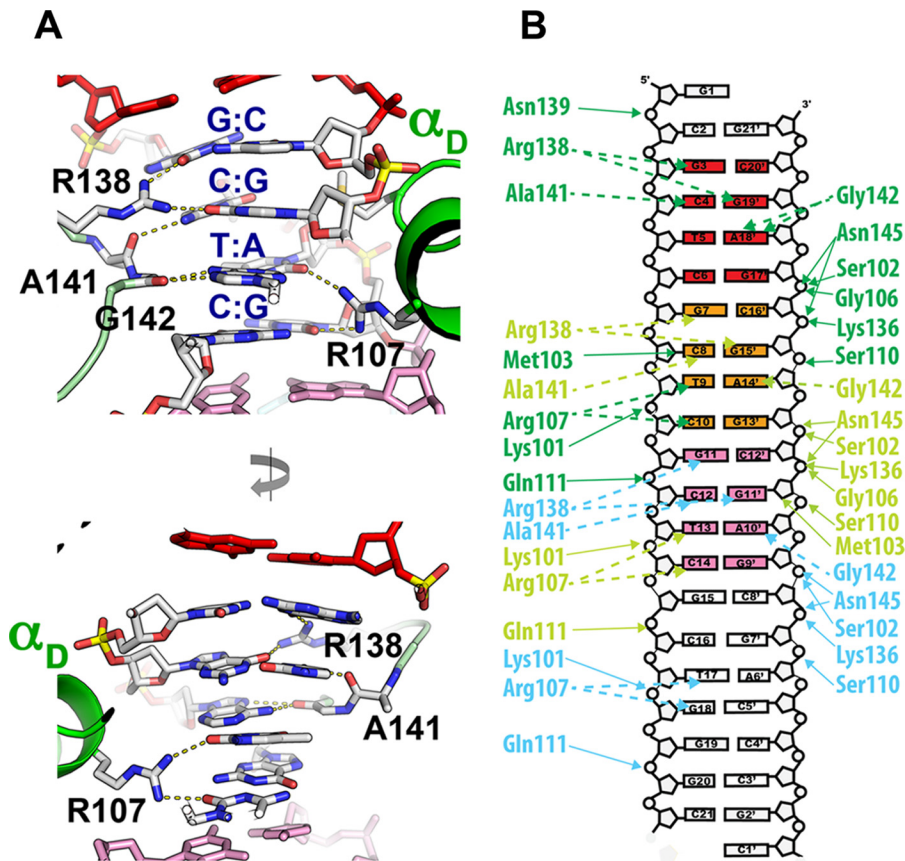 A
G:C
αD
R138
C:G
T:A
A141
G142
C:G
R107
αD
R138
A141
R107
B
5'
3'
Asn139
Arg138
Ala141
Arg138
Met103
Ala141
Arg107
Lys101
Gln111
Arg138
Ala141
Lys101
Arg107
Gln111
Lys101
Arg107
Gln111
G1
C2 G21'
G3 C20'
C4 G19'
T5 A18'
C6 G17'
G7 C16'
C8 G15'
T9 A14'
C10 G13'
G11 C12'
C12 G11'
T13 A10'
C14 G9'
G15 C8'
C16 G7'
T17 A6'
G18 C5'
G19 C4'
G20 C3'
C21 G2'
C1'
Gly142
Asn145
Ser102
Gly106
Lys136
Ser110
Gly142
Asn145
Ser102
Lys136
Gly106
Ser110
Met103
Gly142
Asn145
Ser102
Lys136
Ser110